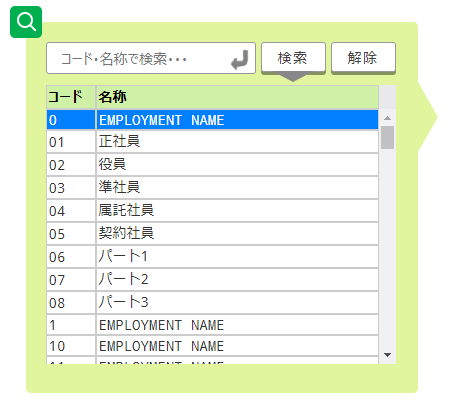 コード・名称で検索・・・ 検索 解除
コード 名称
0 EMPLOYMENT NAME
01 正社員
02 役員
03 準社員
04 属託社員
05 契約社員
06 パート1
07 パート2
08 パート3
1 EMPLOYMENT NAME
10 EMPLOYMENT NAME
11 EMPLOYMENT NAME